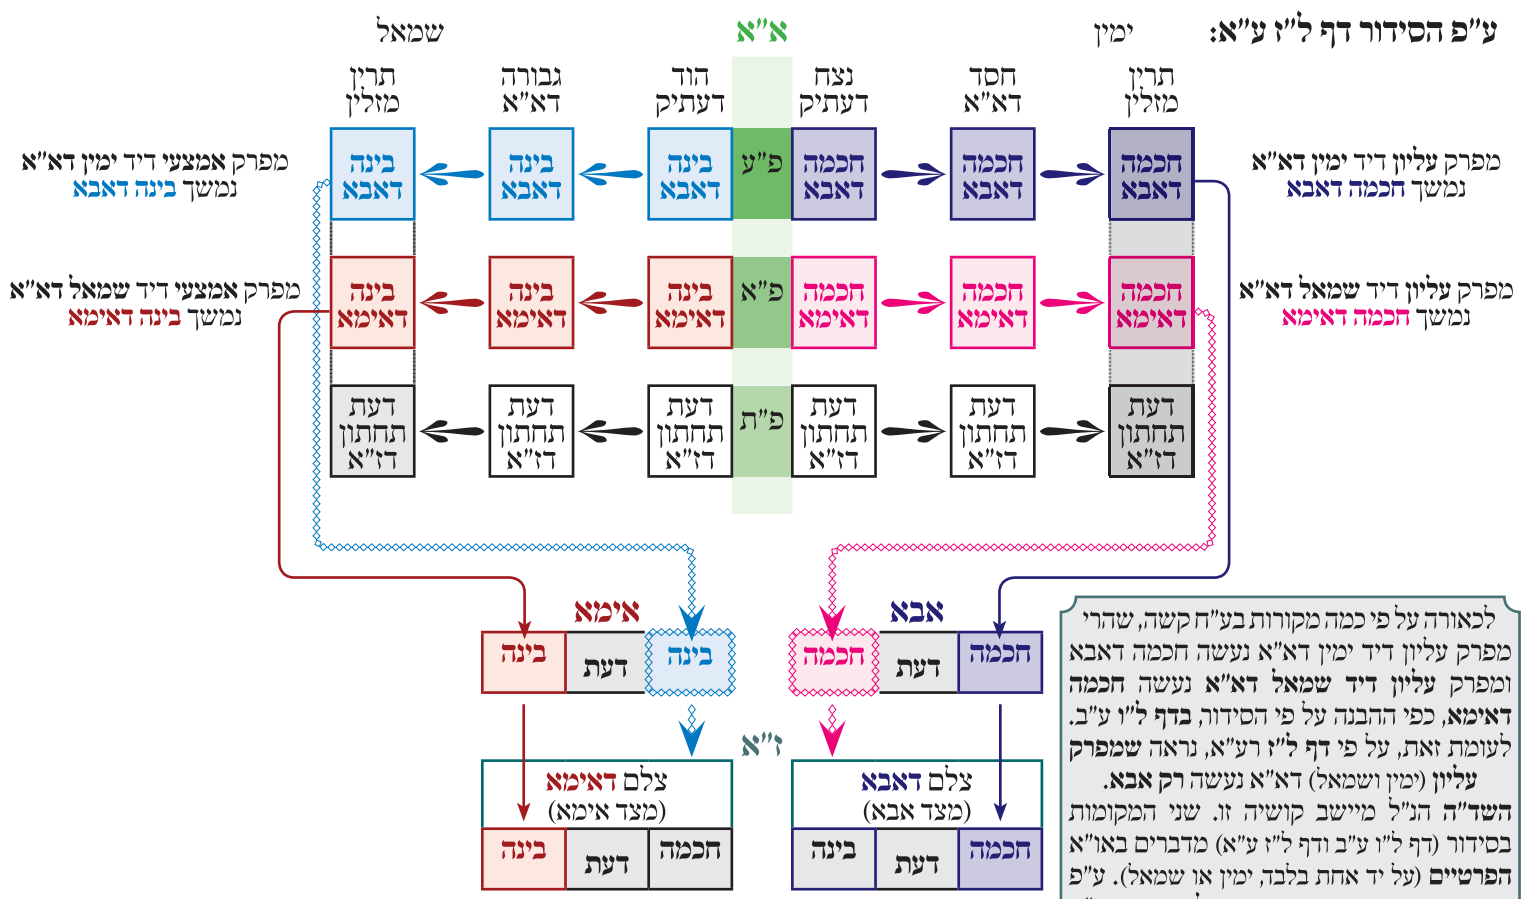 ע"פ הסידור דף ל"ז ע"א:
ימין
א"א
שמאל
תרין מזלין
חסד דא"א
נצח דעתיק
הוד דעתיק
גבורה דא"א
תרין מזלין
מפרק עליון דיד ימין דא"א
נמשך חכמה דאבא
חכמה דאבא
חכמה דאבא
חכמה דאבא
פ"ע
בינה דאבא
בינה דאבא
בינה דאבא
מפרק אמצעי דיד ימין דא"א
נמשך בינה דאבא
מפרק עליון דיד שמאל דא"א
נמשך חכמה דאימא
חכמה דאימא
חכמה דאימא
חכמה דאימא
פ"א
בינה דאימא
בינה דאימא
בינה דאימא
מפרק אמצעי דיד שמאל דא"א
נמשך בינה דאימא
דעת תחתון דז"א
דעת תחתון דז"א
דעת תחתון דז"א
פ"ת
דעת תחתון דז"א
דעת תחתון דז"א
דעת תחתון דז"א
אבא
אימא
חכמה
דעת
חכמה
בינה
דעת
בינה
ז"א
צלם דאבא
(מצד אבא)
צלם דאימא
(מצד אימא)
חכמה
דעת
בינה
חכמה
דעת
בינה
לכאורה על פי כמה מקורות בע"ח קשה, שהרי
מפרק עליון דיד ימין דא"א נעשה חכמה דאבא
ומפרק עליון דיד שמאל דא"א נעשה חכמה
דאימא, כפי ההבנה על פי הסידור, בדף ל"ו ע"ב.
לעומת זאת, על פי דף ל"ז רע"א, נראה שמפרק
עליון (ימין ושמאל) דא"א נעשה רק אבא.
השד"ה הנ"ל מיישב קושיה זו. שני המקומות
בסידור (דף ל"ו ע"ב ודף ל"ז ע"א) מדברים באו"א
הפרטיים (על יד אחת בלבד, ימין או שמאל). ע"פ